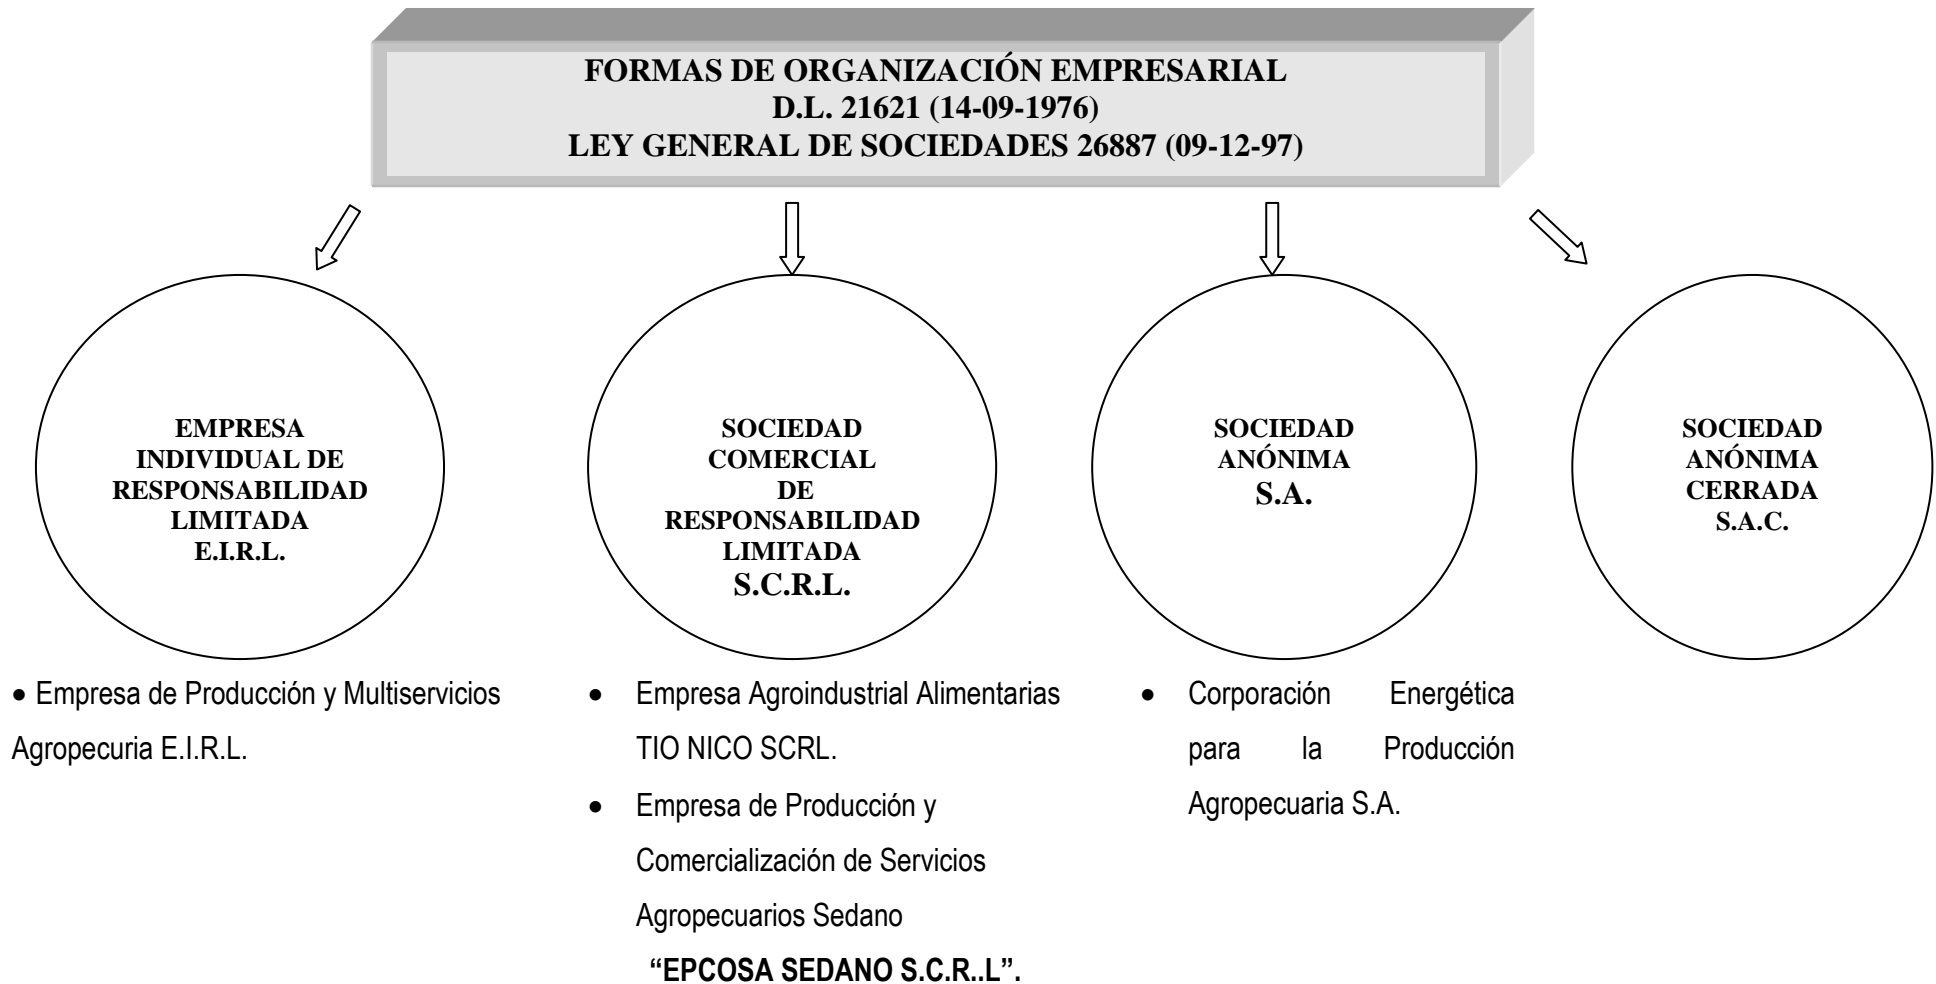 FORMAS DE ORGANIZACIÓN EMPRESARIAL
D.L. 21621 (14-09-1976)
LEY GENERAL DE SOCIEDADES 26887 (09-12-97)
EMPRESA
INDIVIDUAL DE
RESPONSABILIDAD
LIMITADA
E.I.R.L.
SOCIEDAD
COMERCIAL
DE
RESPONSABILIDAD
LIMITADA
S.C.R.L.
SOCIEDAD
ANÓNIMA
S.A.
SOCIEDAD
ANÓNIMA
CERRADA
S.A.C.
• Empresa de Producción y Multiservicios
Agropecuria E.I.R.L.
• Empresa Agroindustrial Alimentarias
TIO NICO SCRL.
• Empresa de Producción y
Comercialización de Servicios
Agropecuarios Sedano
“EPCOSA SEDANO S.C.R..L”.
• Corporación Energética
para la Producción
Agropecuaria S.A.